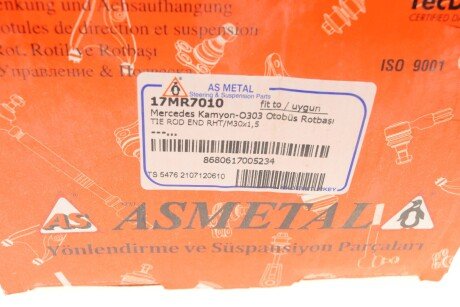 nkung und Achsaufhangung
otules de direction et suspension
Rot, Rotil ve Rotbaşı
Управление &
CERTIFIED
ISO 9001
AS METAL
Steering & Suspension Parts
17MR7010 fit to / uygun
Mercedes Kamyon-O303 Otobüs Rotbaşı
TIE ROD END RHT/M30x1,5
---...
8680617005234
TS 5476 2107120610
AS ASMETAL
Yönlendirme ve Süspansiyon Parçaları